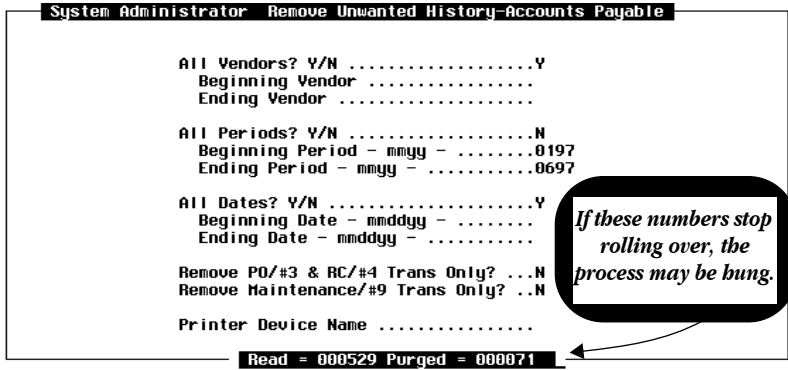 System Administrator Remove Unwanted History-Accounts Payable
All Vendors? Y/N ...................Y
Beginning Vendor .................
Ending Vendor ....................
All Periods? Y/N ...................N
Beginning Period - mmyy - ........0197
Ending Period - mmyy - ...........0697
All Dates? Y/N .....................Y
Beginning Date - mmddyy - ........
Ending Date - mmddyy - ...........
Remove PO/#3 & RC/#4 Trans Only? ...N
Remove Maintenance/#9 Trans Only? ..N
Printer Device Name ................
If these numbers stop
rolling over, the
process may be hung.
Read = 000529 Purged = 000071